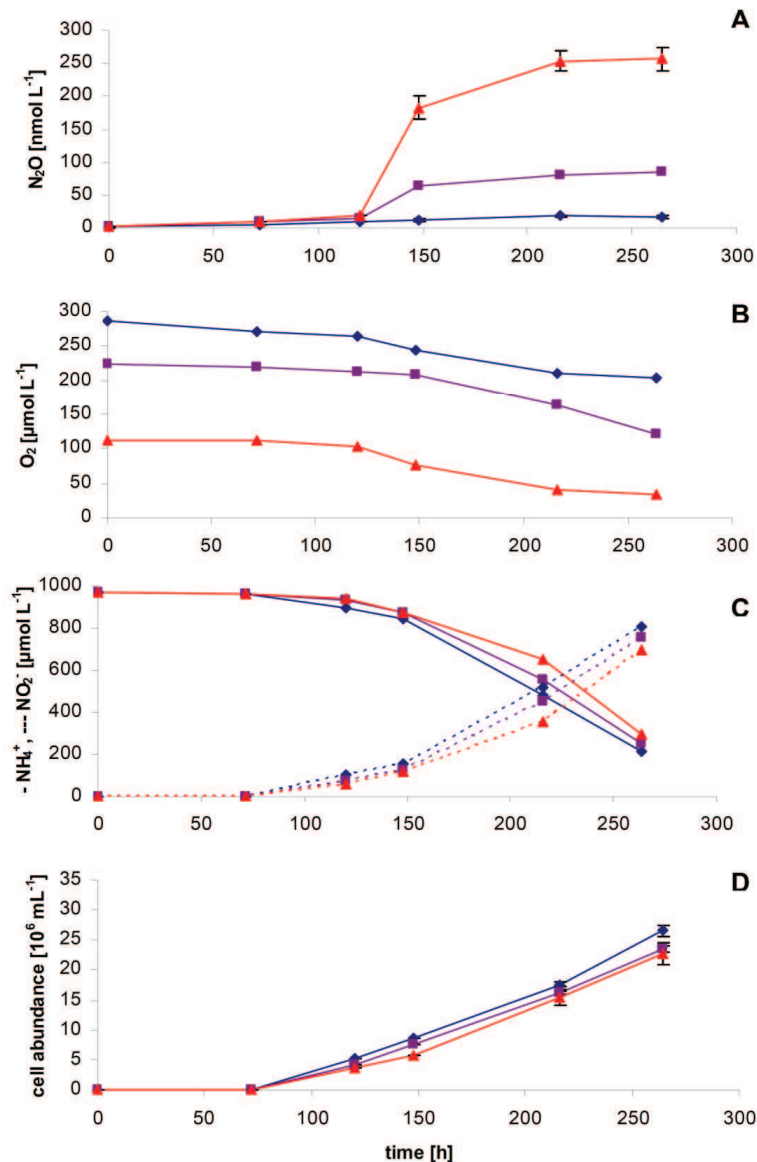 A
N₂O [nmol L⁻¹]
300
250
200
150
100
50
0
0 50 100 150 200 250 300
B
O₂ [µmol L⁻¹]
300
250
200
150
100
50
0
0 50 100 150 200 250 300
C
- NH₄⁺, --- NO₂⁻ [µmol L⁻¹]
1000
800
600
400
200
0
0 50 100 150 200 250 300
D
cell abundance [10⁶ mL⁻¹]
35
30
25
20
15
10
5
0
0 50 100 150 200 250 300
time [h]